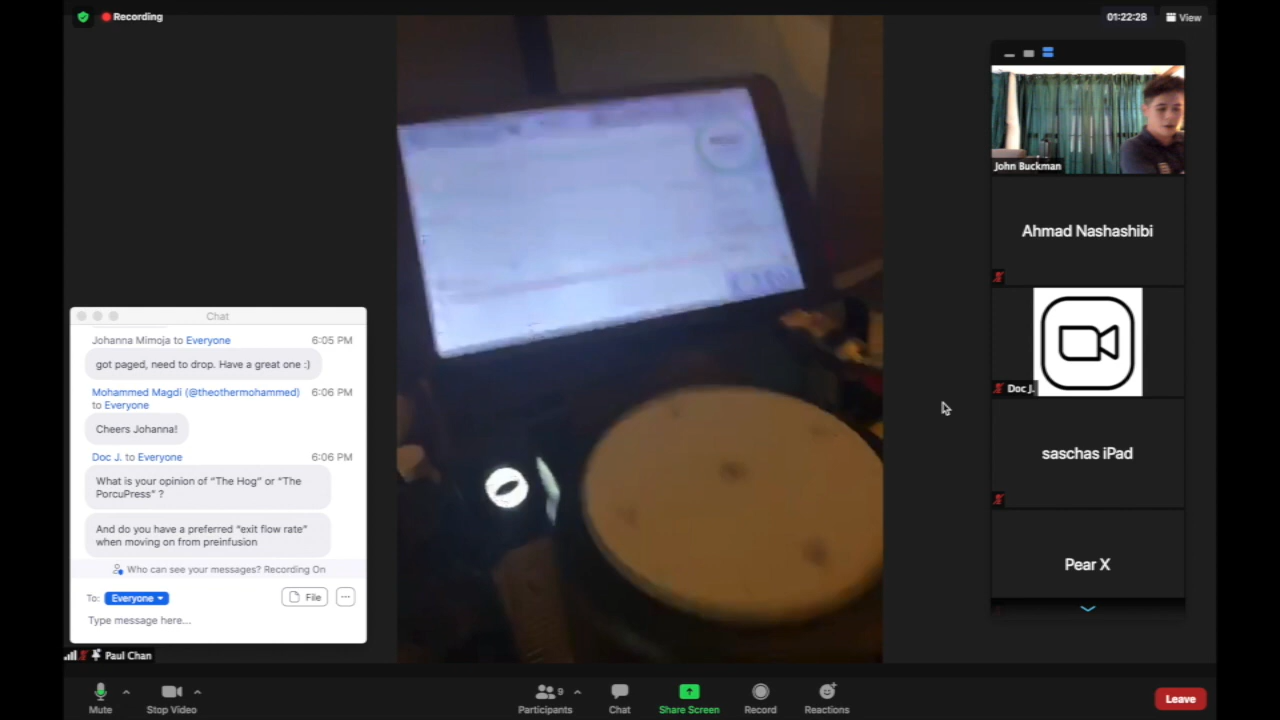 Recording
01:22:28
View
Chat
Johanna Mimoja to Everyone 6:05 PM
got paged, need to drop. Have a great one :)
Mohammed Magdi (@theothermohammed) 6:06 PM
to Everyone
Cheers Johanna!
Doc J. to Everyone 6:06 PM
What is your opinion of “The Hog” or “The
PorcuPress” ?
And do you have a preferred “exit flow rate”
when moving on from preinfusion
Who can see your messages? Recording On
To: Everyone
File
Type message here...
Paul Chan
John Buckman
Ahmad Nashashibi
Doc J.
saschas iPad
Pear X
Mute
Stop Video
9
Participants
Chat
Share Screen
Record
Reactions
Leave